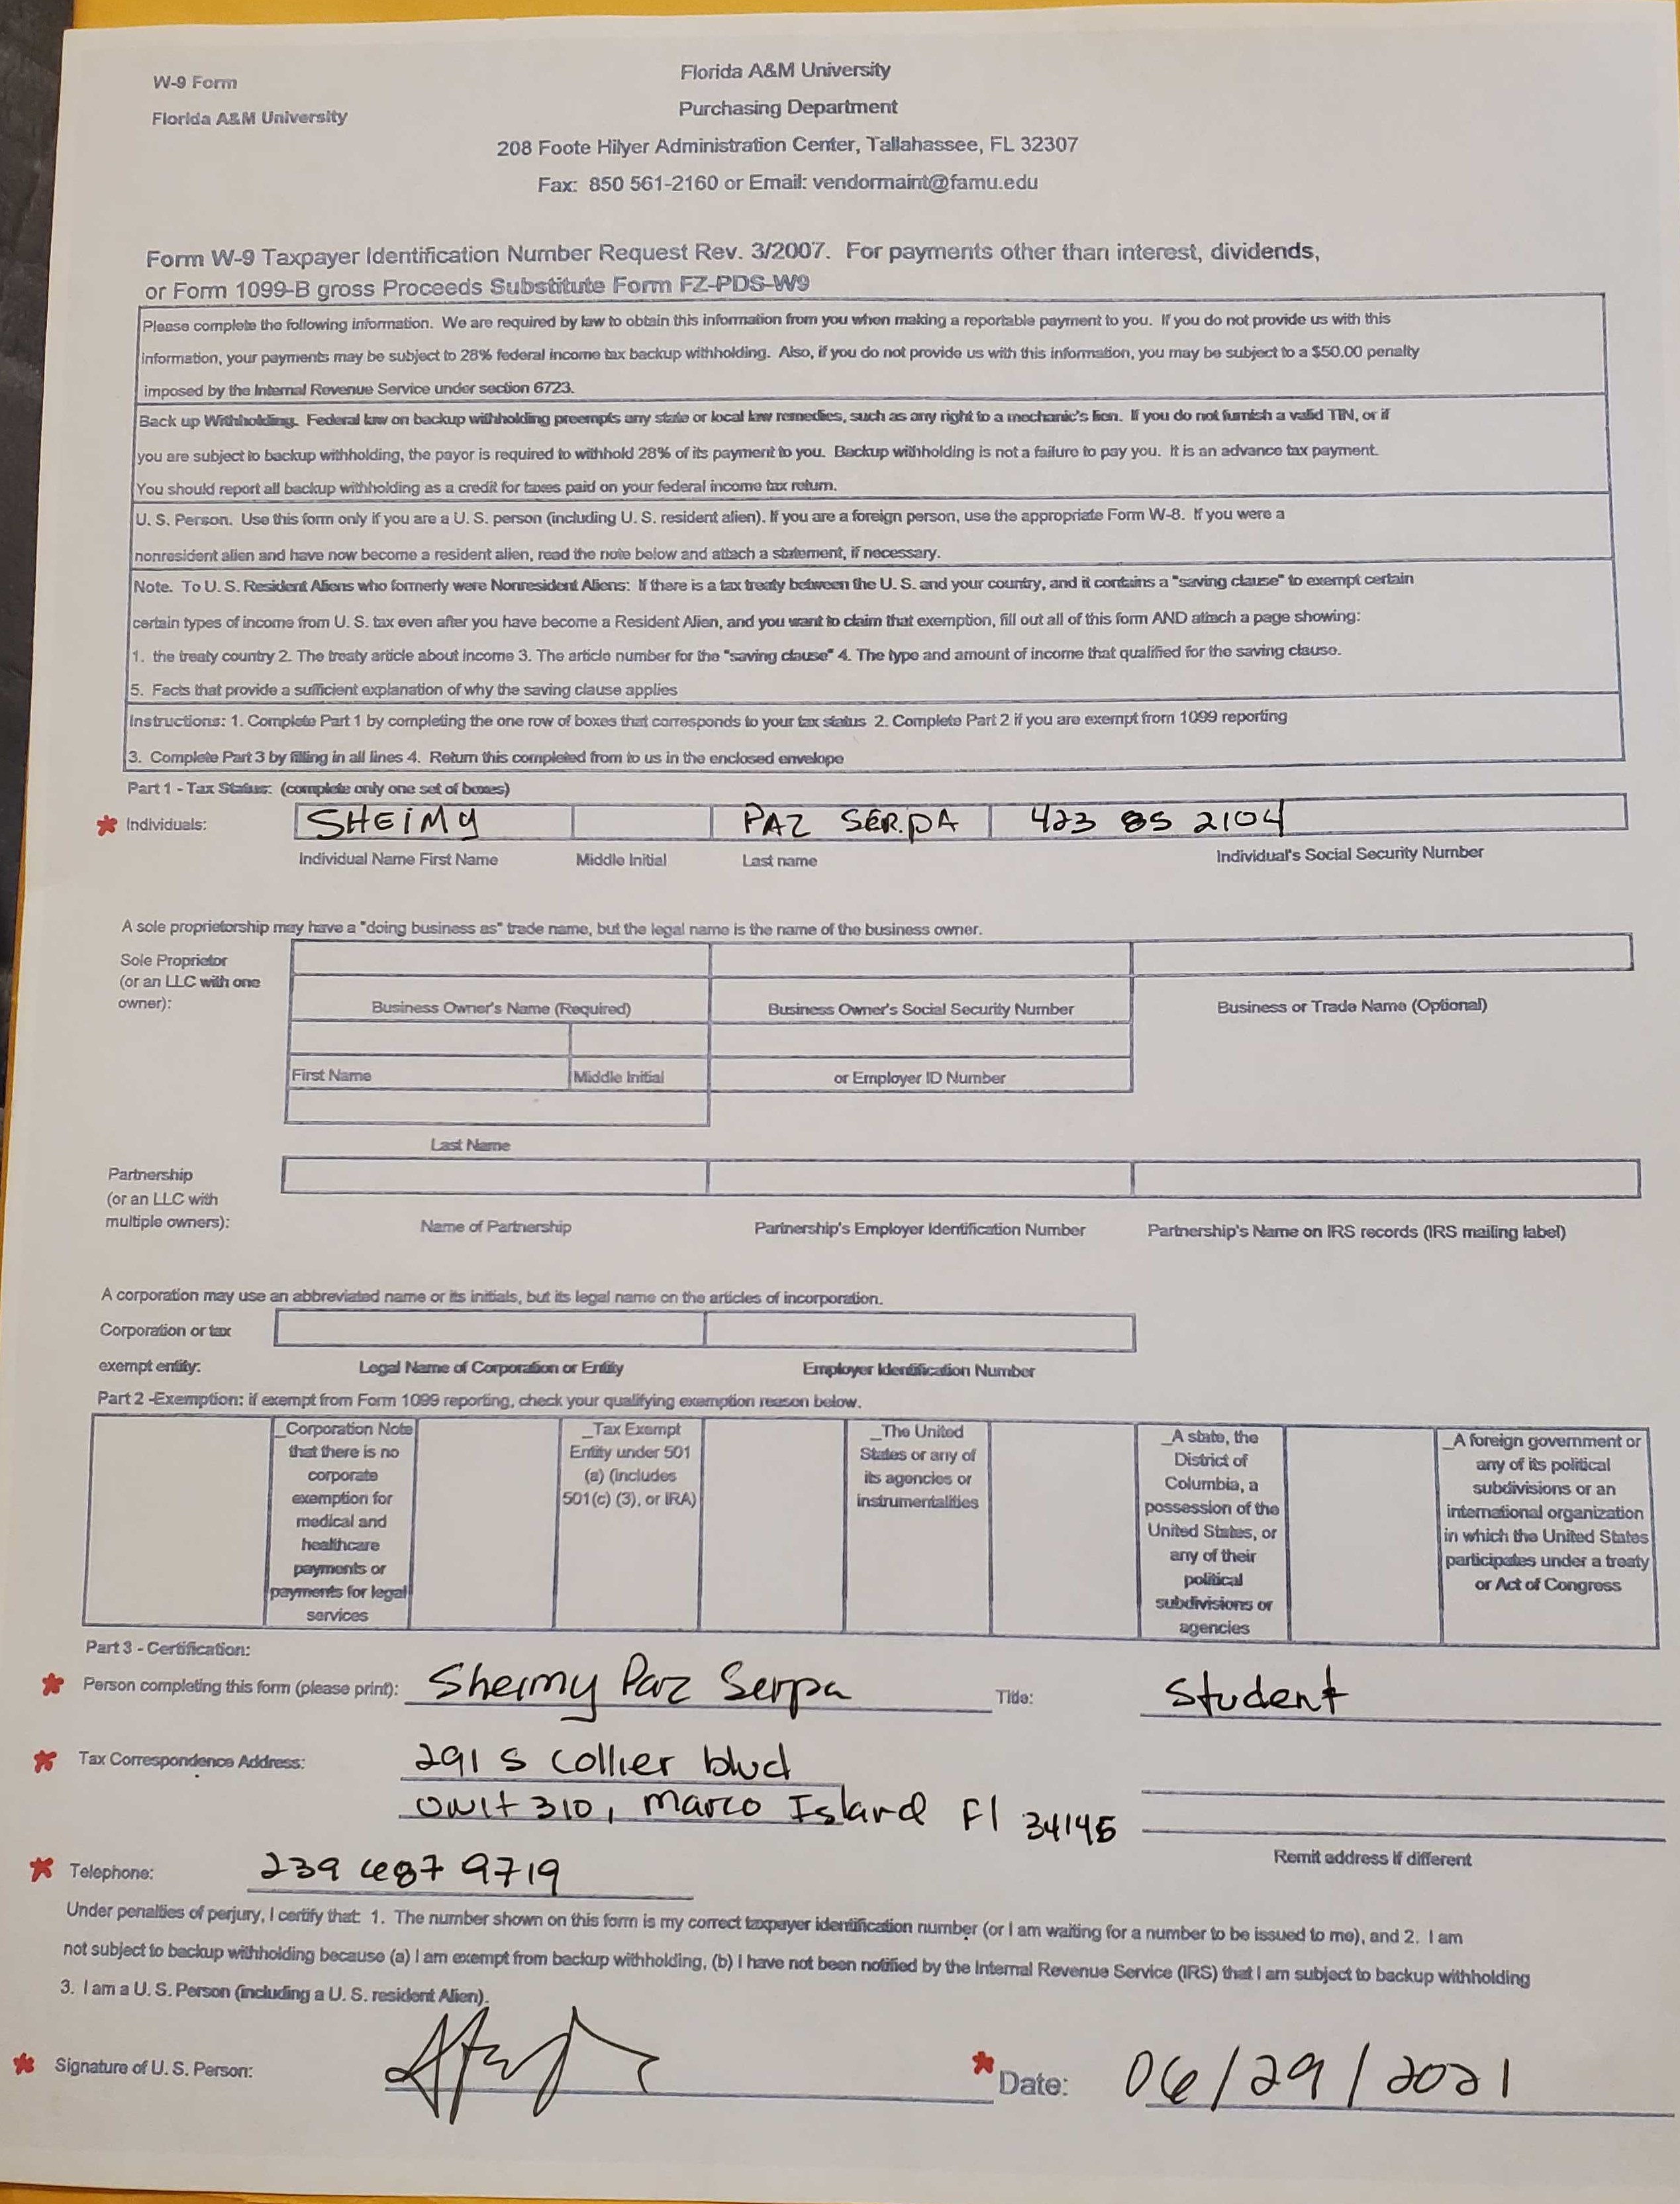 W-9 Form
Florida A&M University
Florida A&M University
Purchasing Department
208 Foote Hilyer Administration Center, Tallahassee, FL 32307
Fax: 850 561-2160 or Email: vendormaint@famu.edu
Form W-9 Taxpayer Identification Number Request Rev. 3/2007. For payments other than interest, dividends,
or Form 1099-B gross Proceeds Substitute Form FZ-PDS-W9
Please complete the following information. We are required by law to obtain this information from you when making a reportable payment to you. If you do not provide us with this
information, your payments may be subject to 28% federal income tax backup withholding. Also, if you do not provide us with this information, you may be subject to a $50.00 penalty
imposed by the Internal Revenue Service under section 6723.
Back up Withholding. Federal law on backup withholding preempts any state or local law remedies, such as any right to a mechanic's lien. If you do not furnish a valid TIN, or if
you are subject to backup withholding, the payor is required to withhold 28% of its payment to you. Backup withholding is not a failure to pay you. It is an advance tax payment.
You should report all backup withholding as a credit for taxes paid on your federal income tax return.
U. S. Person. Use this form only if you are a U. S. person (including U. S. resident alien). If you are a foreign person, use the appropriate Form W-8. If you were a
nonresident alien and have now become a resident alien, read the note below and attach a statement, if necessary.
Note. To U. S. Resident Aliens who formerly were Nonresident Aliens: If there is a tax treaty between the U. S. and your country, and it contains a "saving clause" to exempt certain
certain types of income from U. S. tax even after you have become a Resident Alien, and you want to claim that exemption, fill out all of this form AND attach a page showing:
1. the treaty country 2. The treaty article about income 3. The article number for the "saving clause" 4. The type and amount of income that qualified for the saving clause.
5. Facts that provide a sufficient explanation of why the saving clause applies
Instructions: 1. Complete Part 1 by completing the one row of boxes that corresponds to your tax status 2. Complete Part 2 if you are exempt from 1099 reporting
3. Complete Part 3 by filling in all lines 4. Return this completed from to us in the enclosed envelope
Part 1 - Tax Status: (complete only one set of boxes)
* Individuals: SHEIMY PAZ SERPA 423 85 2104
Individual Name First Name Middle Initial Last name Individual's Social Security Number
A sole proprietorship may have a "doing business as" trade name, but the legal name is the name of the business owner.
Sole Proprietor
(or an LLC with one
owner):
Business Owner's Name (Required) Business Owner's Social Security Number Business or Trade Name (Optional)
First Name Middle Initial or Employer ID Number
Last Name
Partnership
(or an LLC with
multiple owners):
Name of Partnership Partnership's Employer Identification Number Partnership's Name on IRS records (IRS mailing label)
A corporation may use an abbreviated name or its initials, but its legal name on the articles of incorporation.
Corporation or tax
exempt entity: Legal Name of Corporation or Entity Employer Identification Number
Part 2 -Exemption: if exempt from Form 1099 reporting, check your qualifying exemption reason below.
_Corporation Note
that there is no
corporate
exemption for
medical and
healthcare
payments or
payments for legal
services
_Tax Exempt
Entity under 501
(a) (includes
501(c) (3), or IRA)
_The United
States or any of
its agencies or
instrumentalities
_A state, the
District of
Columbia, a
possession of the
United States, or
any of their
political
subdivisions or
agencies
_A foreign government or
any of its political
subdivisions or an
international organization
in which the United States
participates under a treaty
or Act of Congress
Part 3 - Certification:
* Person completing this form (please print): Sheimy Paz Serpa Title: Student
* Tax Correspondence Address: 291 S Collier blvd
Unit 310, Marco Island Fl 34145
Remit address if different
* Telephone: 239 687 9719
Under penalties of perjury, I certify that: 1. The number shown on this form is my correct taxpayer identification number (or I am waiting for a number to be issued to me), and 2. I am
not subject to backup withholding because (a) I am exempt from backup withholding, (b) I have not been notified by the Internal Revenue Service (IRS) that I am subject to backup withholding
3. I am a U. S. Person (including a U. S. resident Alien).
* Signature of U. S. Person: * Date: 06/29/2021